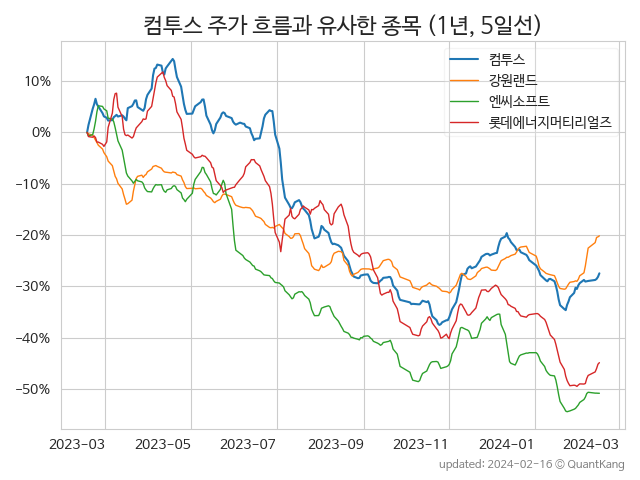 컴투스 주가 흐름과 유사한 종목 (1년, 5일선)
컴투스
강원랜드
엔씨소프트
롯데에너지머티리얼즈
10%
0%
−10%
−20%
−30%
−40%
−50%
2023-03 2023-05 2023-07 2023-09 2023-11 2024-01 2024-03
updated: 2024-02-16 © QuantKang